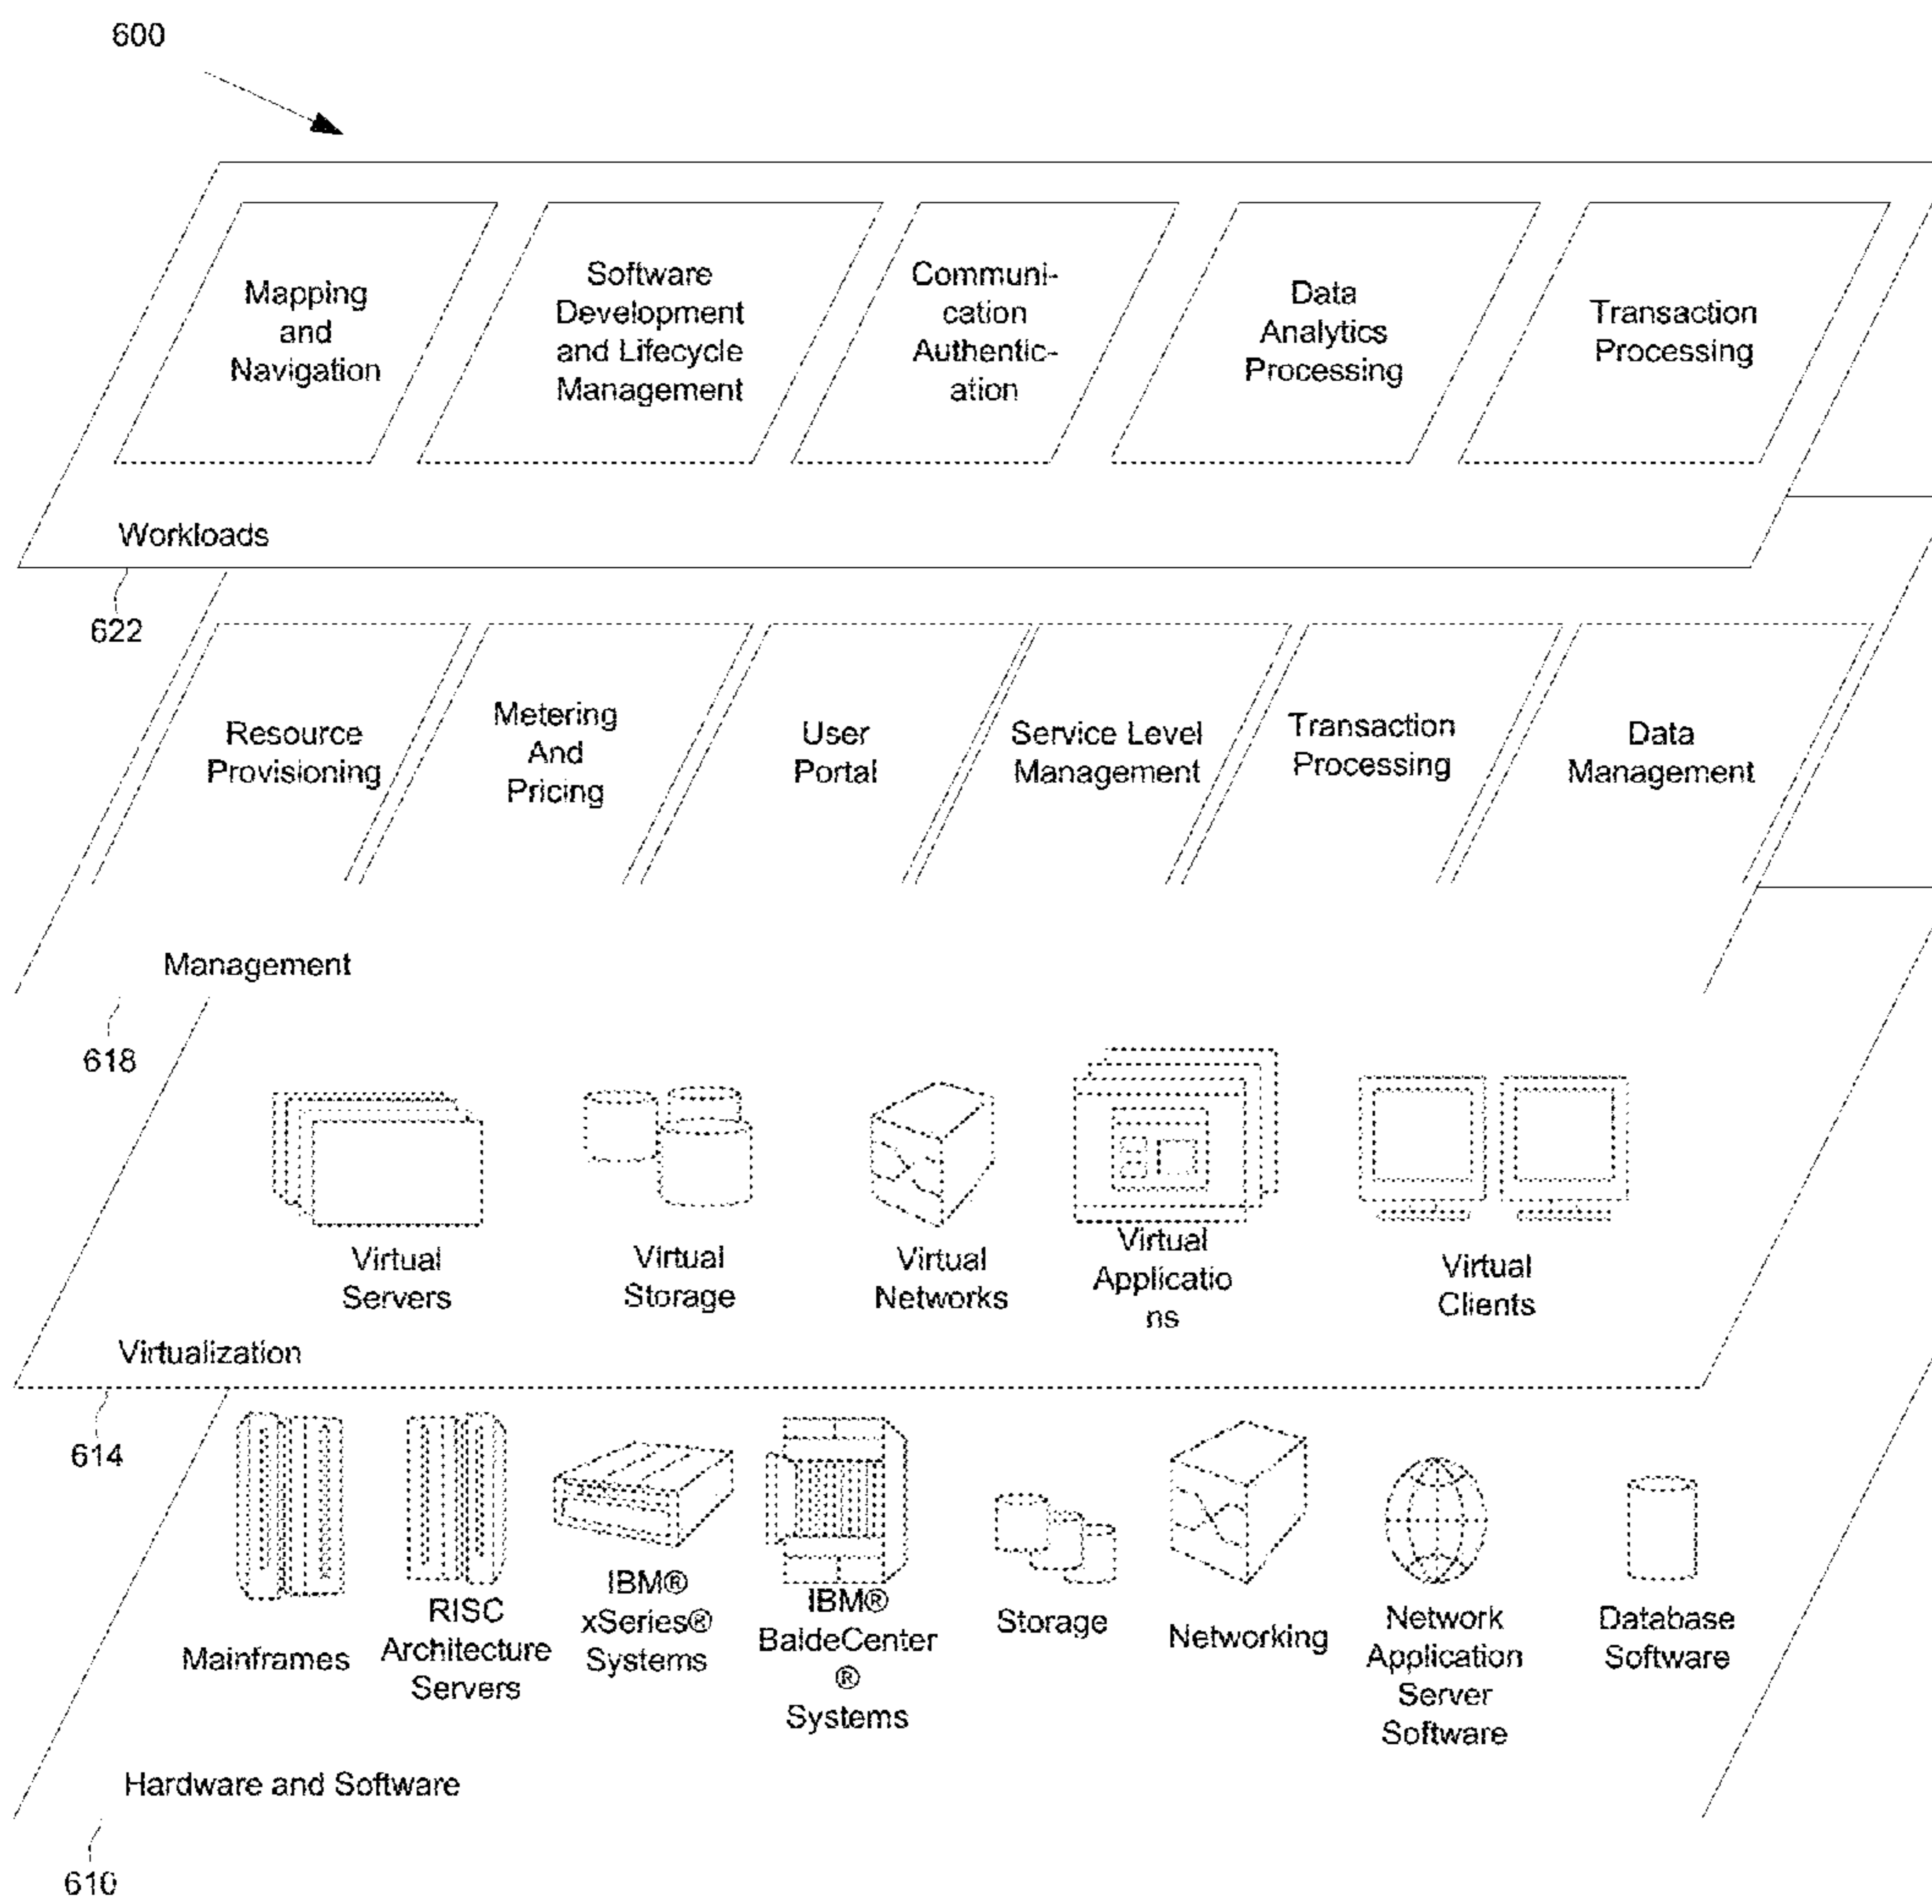 600
Mapping
and
Navigation
Software
Development
and Lifecycle
Management
Communi-
cation
Authentic-
ation
Data
Analytics
Processing
Transaction
Processing
Workloads
622
Resource
Provisioning
Metering
And
Pricing
User
Portal
Service Level
Management
Transaction
Processing
Data
Management
Management
618
Virtual
Servers
Virtual
Storage
Virtual
Networks
Virtual
Applicatio
ns
Virtual
Clients
Virtualization
614
Mainframes
RISC
Architecture
Servers
IBM®
xSeries®
Systems
IBM®
BaldeCenter
®
Systems
Storage
Networking
Network
Application
Server
Software
Database
Software
Hardware and Software
610